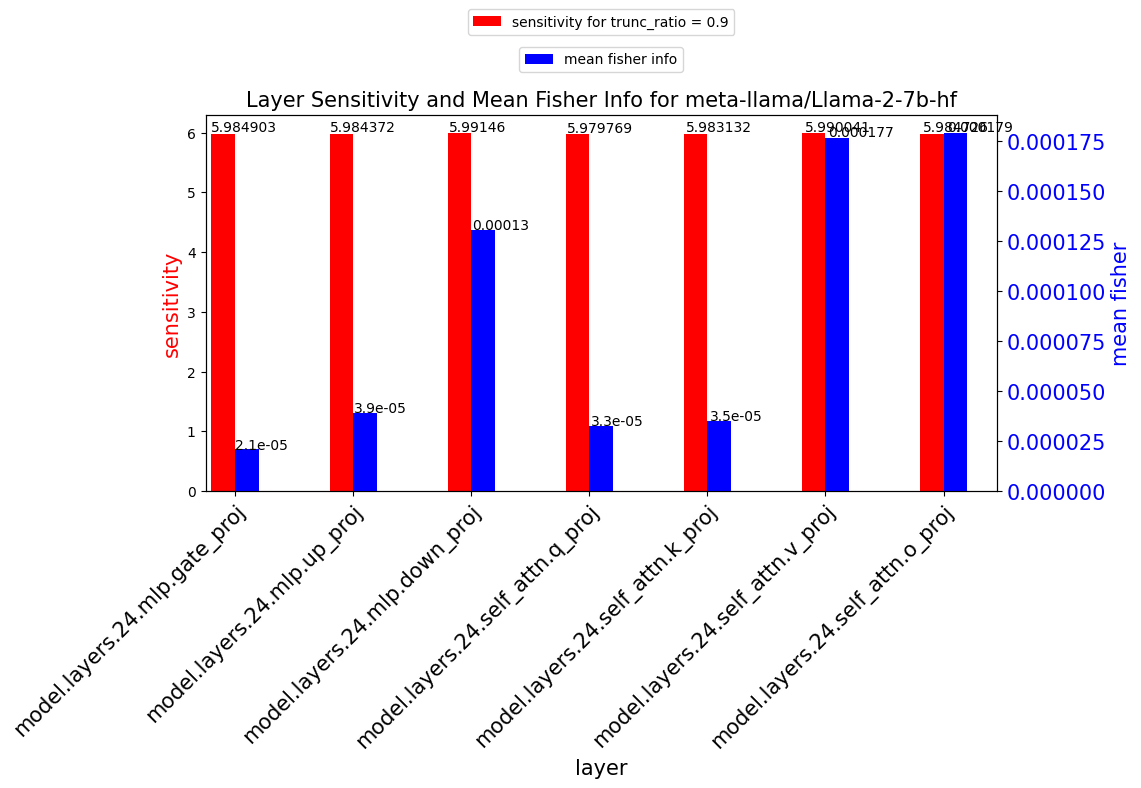 sensitivity for trunc_ratio = 0.9
mean fisher info
Layer Sensitivity and Mean Fisher Info for meta-llama/Llama-2-7b-hf
sensitivity
6
5
4
3
2
1
0
5.984903
5.984372
5.99146
5.979769
5.983132
5.990041
2.1e-05
3.9e-05
0.00013
3.3e-05
3.5e-05
0.000177
0.000179
0.000175
0.000150
0.000125
0.000100
0.000075
0.000050
0.000025
0.000000
mean fisher
model.layers.24.mlp.gate_proj
model.layers.24.mlp.up_proj
model.layers.24.mlp.down_proj
model.layers.24.self_attn.q_proj
model.layers.24.self_attn.k_proj
model.layers.24.self_attn.v_proj
model.layers.24.self_attn.o_proj
layer